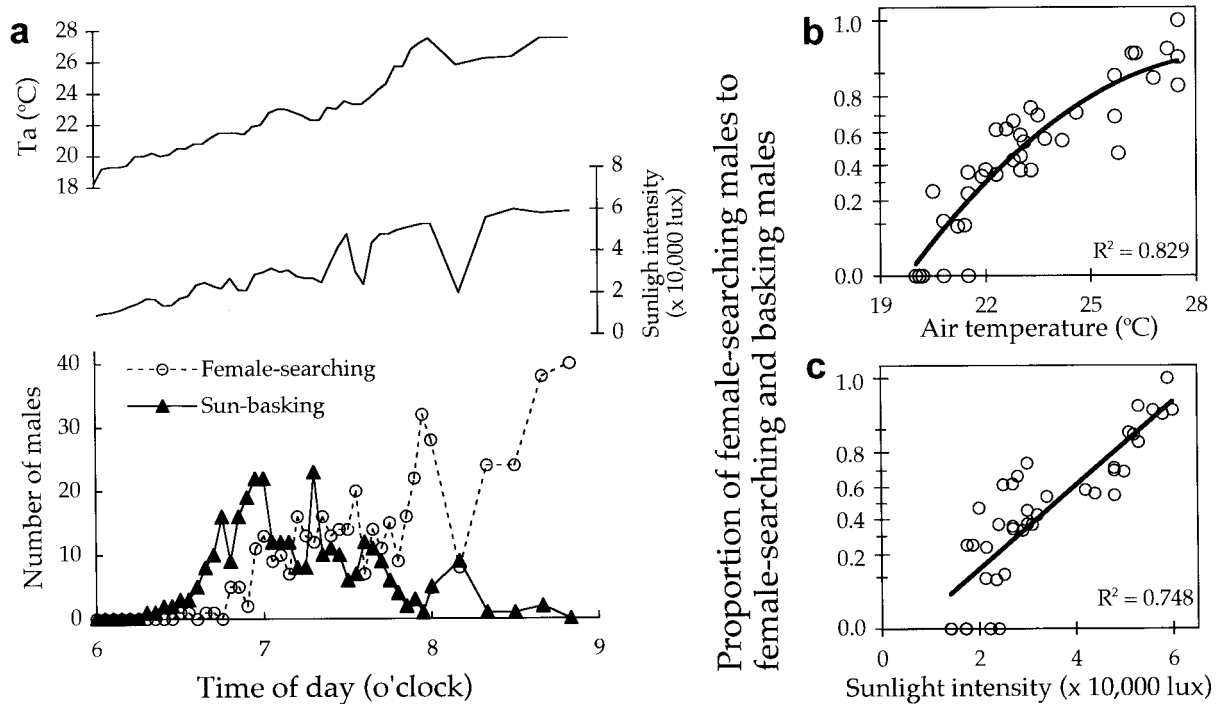 a
Ta (°C)
28
26
24
22
20
18
8
6
4
2
0
Sunligh intensity
(x 10,000 lux)
40
30
20
10
0
Number of males
Female-searching
Sun-basking
6
7
8
9
Time of day (o'clock)
Proportion of female-searching males to
female-searching and basking males
b
1.0
0.8
0.6
0.4
0.2
0.0
R² = 0.829
19
22
25
28
Air temperature (°C)
c
1.0
0.8
0.6
0.4
0.2
0.0
R² = 0.748
0
2
4
6
Sunlight intensity (x 10,000 lux)